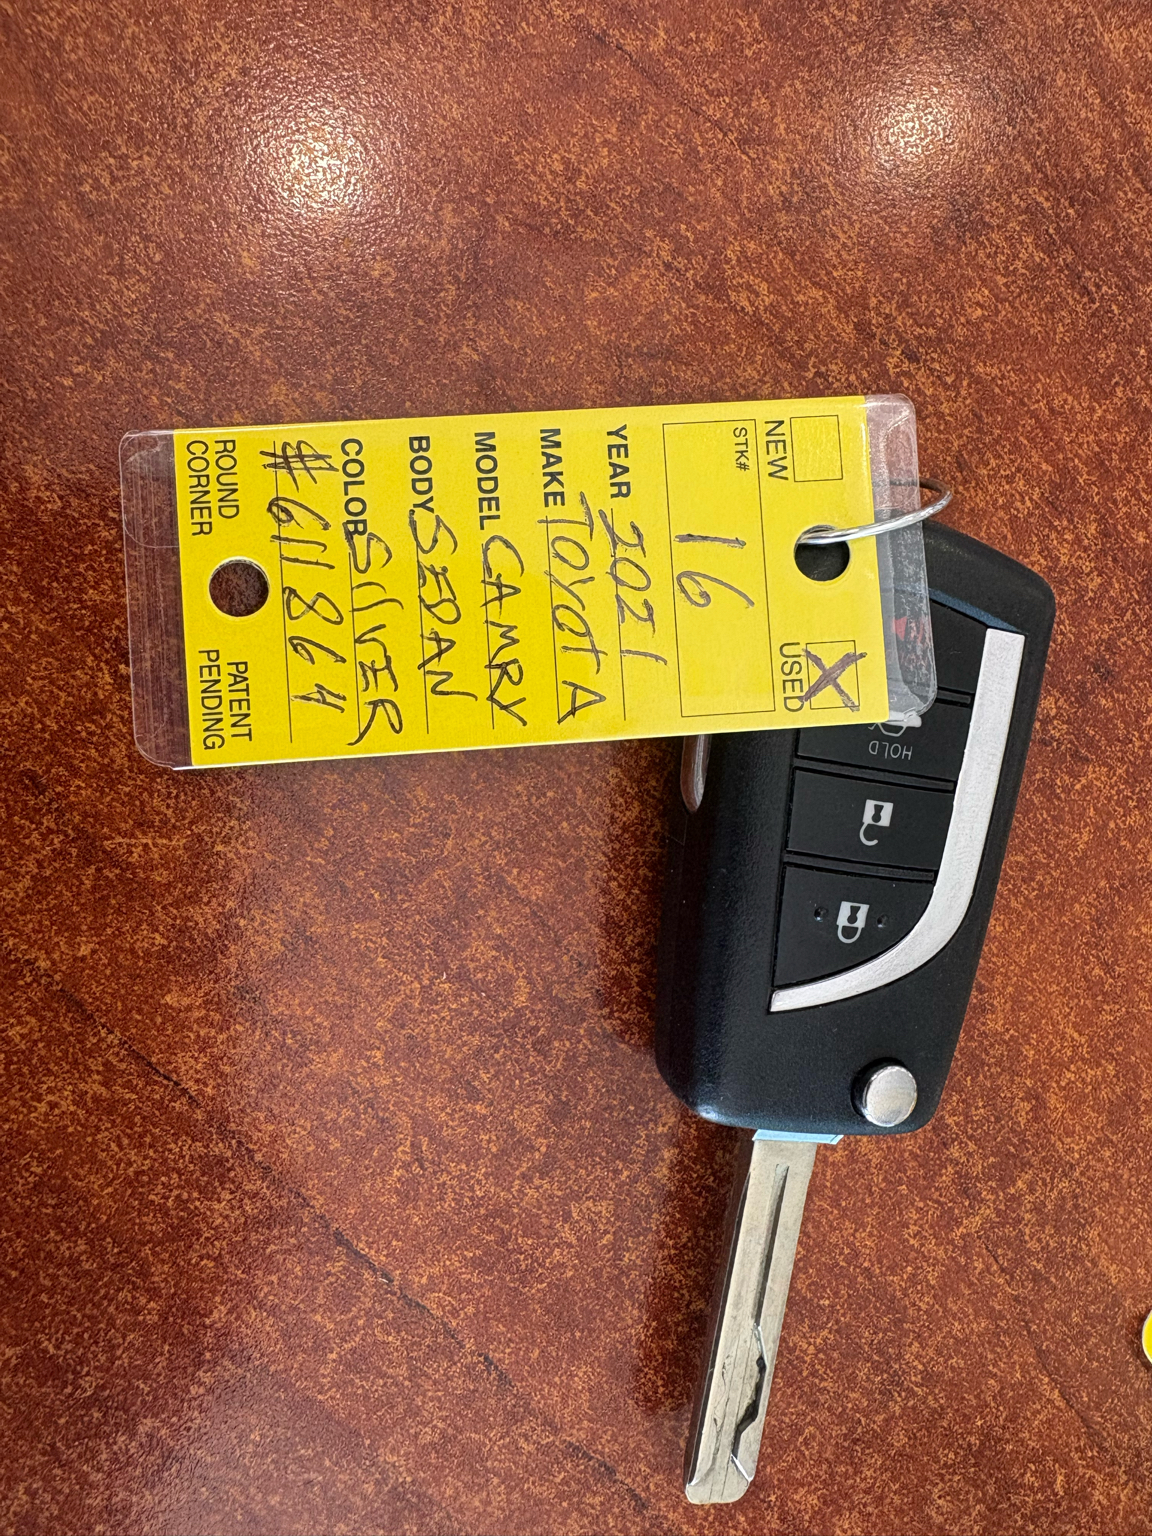 NEW
USED X
STK#
16
YEAR 2021
MAKE TOYOTA
MODEL CAMRY
BODY SEDAN
COLOR SILVER
#611864
ROUND CORNER
PATENT PENDING
HOLD